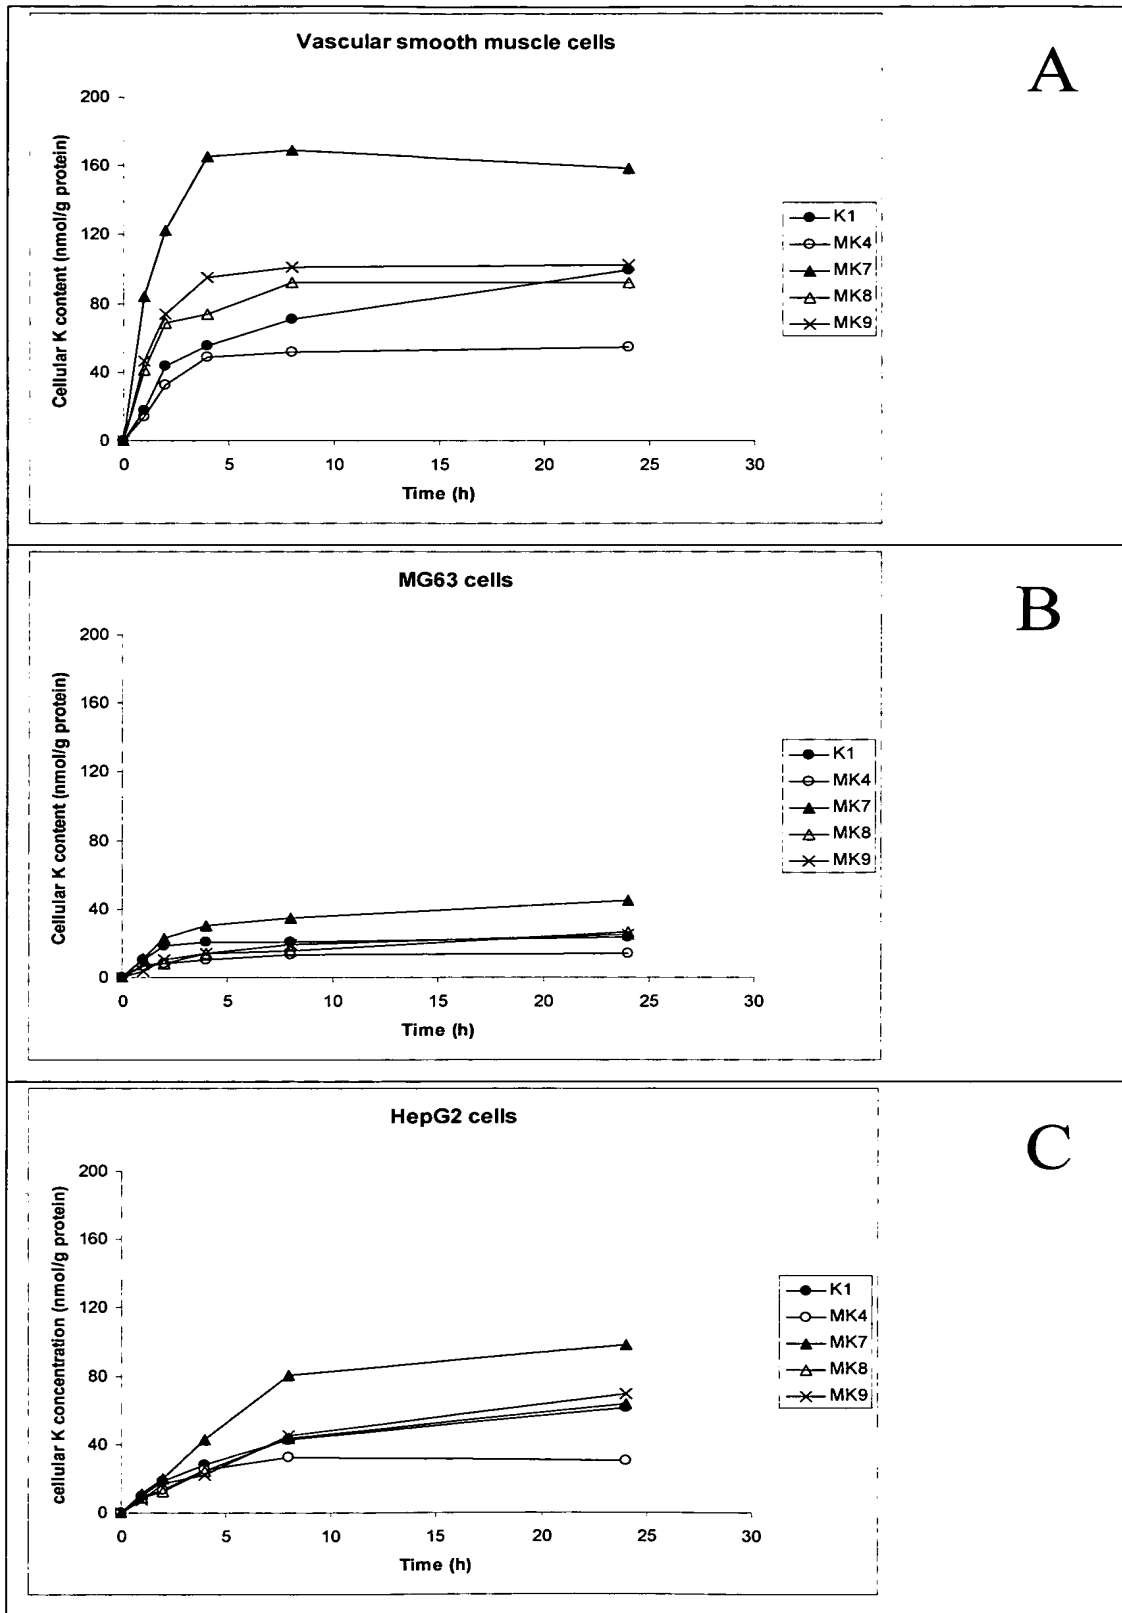 Vascular smooth muscle cells
A
Cellular K content (nmol/g protein)
200
160
120
80
40
0
0 5 10 15 20 25 30
Time (h)
K1
MK4
MK7
MK8
MK9
MG63 cells
B
Cellular K content (nmol/g protein)
200
160
120
80
40
0
0 5 10 15 20 25 30
Time (h)
K1
MK4
MK7
MK8
MK9
HepG2 cells
C
cellular K concentration (nmol/g protein)
200
160
120
80
40
0
0 5 10 15 20 25 30
Time (h)
K1
MK4
MK7
MK8
MK9